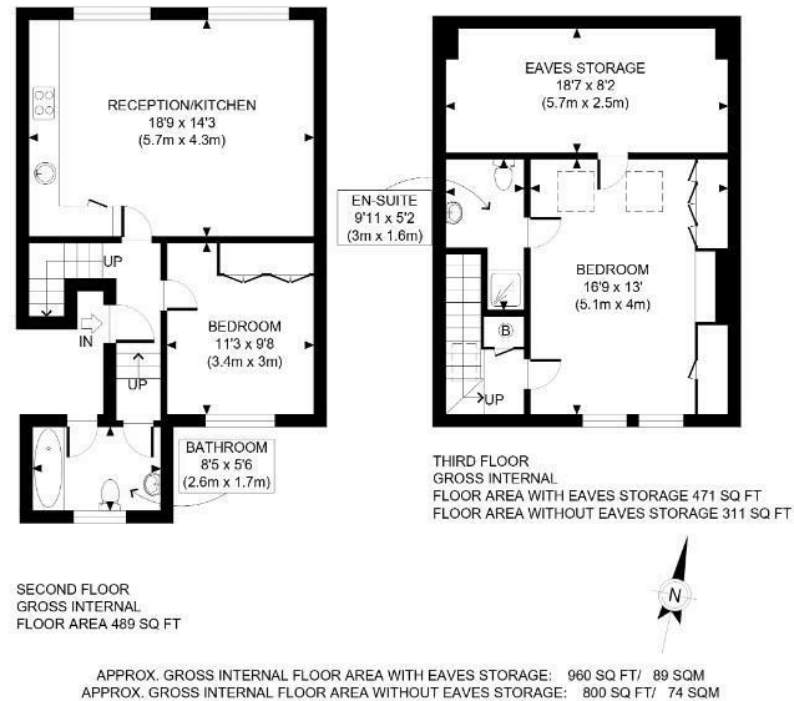 RECEPTION/KITCHEN
18'9 x 14'3
(5.7m x 4.3m)
UP
IN
UP
BEDROOM
11'3 x 9'8
(3.4m x 3m)
BATHROOM
8'5 x 5'6
(2.6m x 1.7m)
SECOND FLOOR
GROSS INTERNAL
FLOOR AREA 489 SQ FT
EAVES STORAGE
18'7 x 8'2
(5.7m x 2.5m)
EN-SUITE
9'11 x 5'2
(3m x 1.6m)
BEDROOM
16'9 x 13'
(5.1m x 4m)
B
UP
THIRD FLOOR
GROSS INTERNAL
FLOOR AREA WITH EAVES STORAGE 471 SQ FT
FLOOR AREA WITHOUT EAVES STORAGE 311 SQ FT
N
APPROX. GROSS INTERNAL FLOOR AREA WITH EAVES STORAGE: 960 SQ FT/ 89 SQM
APPROX. GROSS INTERNAL FLOOR AREA WITHOUT EAVES STORAGE: 800 SQ FT/ 74 SQM